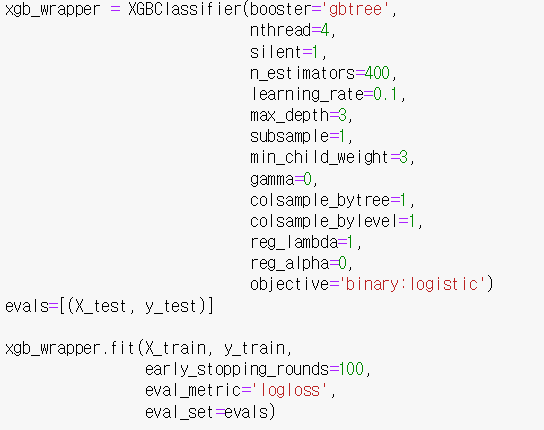 xgb_wrapper = XGBClassifier(booster='gbtree',
nthread=4,
silent=1,
n_estimators=400,
learning_rate=0.1,
max_depth=3,
subsample=1,
min_child_weight=3,
gamma=0,
colsample_bytree=1,
colsample_bylevel=1,
reg_lambda=1,
reg_alpha=0,
objective='binary:logistic')
evals=[(X_test, y_test)]
xgb_wrapper.fit(X_train, y_train,
early_stopping_rounds=100,
eval_metric='logloss',
eval_set=evals)